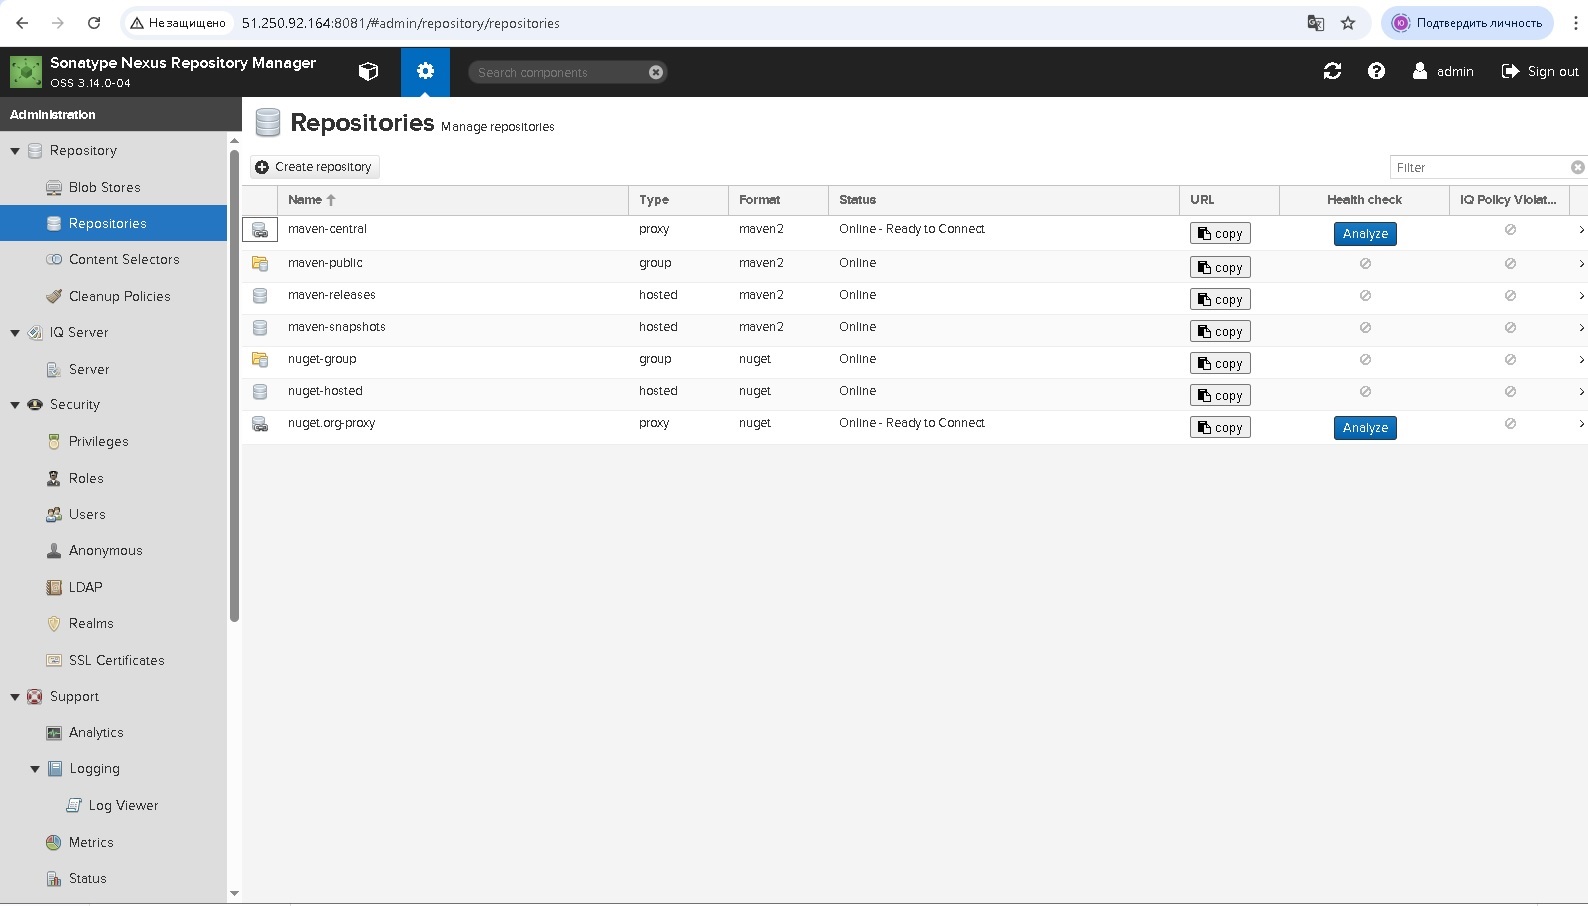 Не защищено 51.250.92.164:8081/#admin/repository/repositories Подтвердить личность
Sonatype Nexus Repository Manager
OSS 3.14.0-04
Search components
admin Sign out
Administration
Repository
Blob Stores
Repositories
Content Selectors
Cleanup Policies
IQ Server
Server
Security
Privileges
Roles
Users
Anonymous
LDAP
Realms
SSL Certificates
Support
Analytics
Logging
Log Viewer
Metrics
Status
Repositories Manage repositories
Create repository Filter
Name Type Format Status URL Health check IQ Policy Violat...
maven-central proxy maven2 Online - Ready to Connect copy Analyze
maven-public group maven2 Online copy
maven-releases hosted maven2 Online copy
maven-snapshots hosted maven2 Online copy
nuget-group group nuget Online copy
nuget-hosted hosted nuget Online copy
nuget.org-proxy proxy nuget Online - Ready to Connect copy Analyze